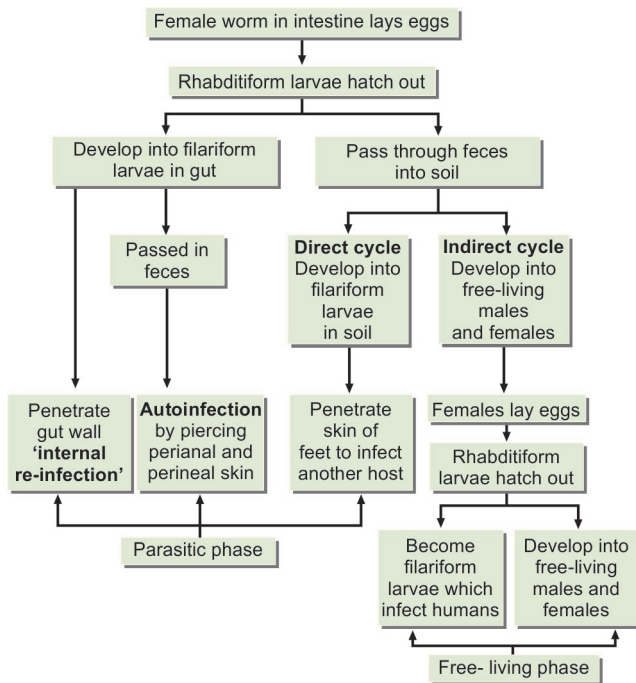 Female worm in intestine lays eggs
Rhabditiform larvae hatch out
Develop into filariform
larvae in gut
Pass through feces
into soil
Passed in
feces
Direct cycle
Develop into
filariform
larvae
in soil
Indirect cycle
Develop into
free-living
males
and females
Penetrate
gut wall
‘internal
re-infection’
Autoinfection
by piercing
perianal and
perineal skin
Penetrate
skin of
feet to infect
another host
Females lay eggs
Rhabditiform
larvae hatch out
Parasitic phase
Become
filariform
larvae which
infect humans
Develop into
free-living
males and
females
Free- living phase